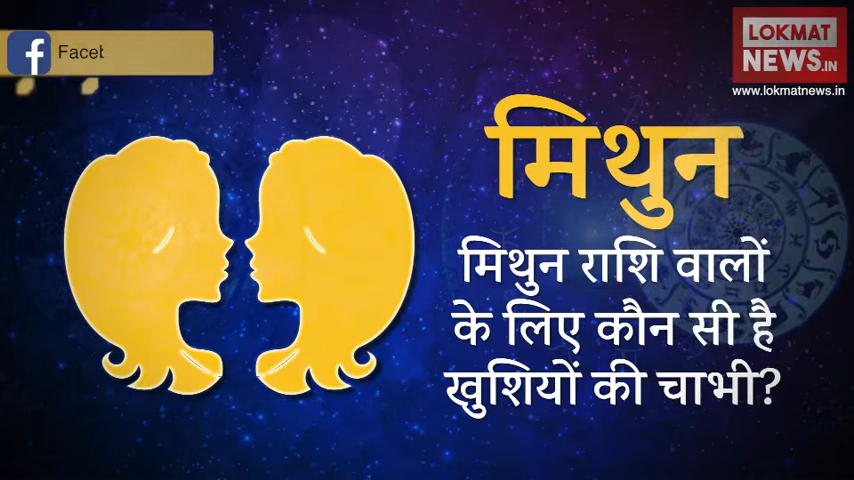 Facet
LOKMAT
NEWS.IN
www.lokmatnews.in
मिथुन
मिथुन राशि वालों
के लिए कौन सी है
खुशियों की चाभी?